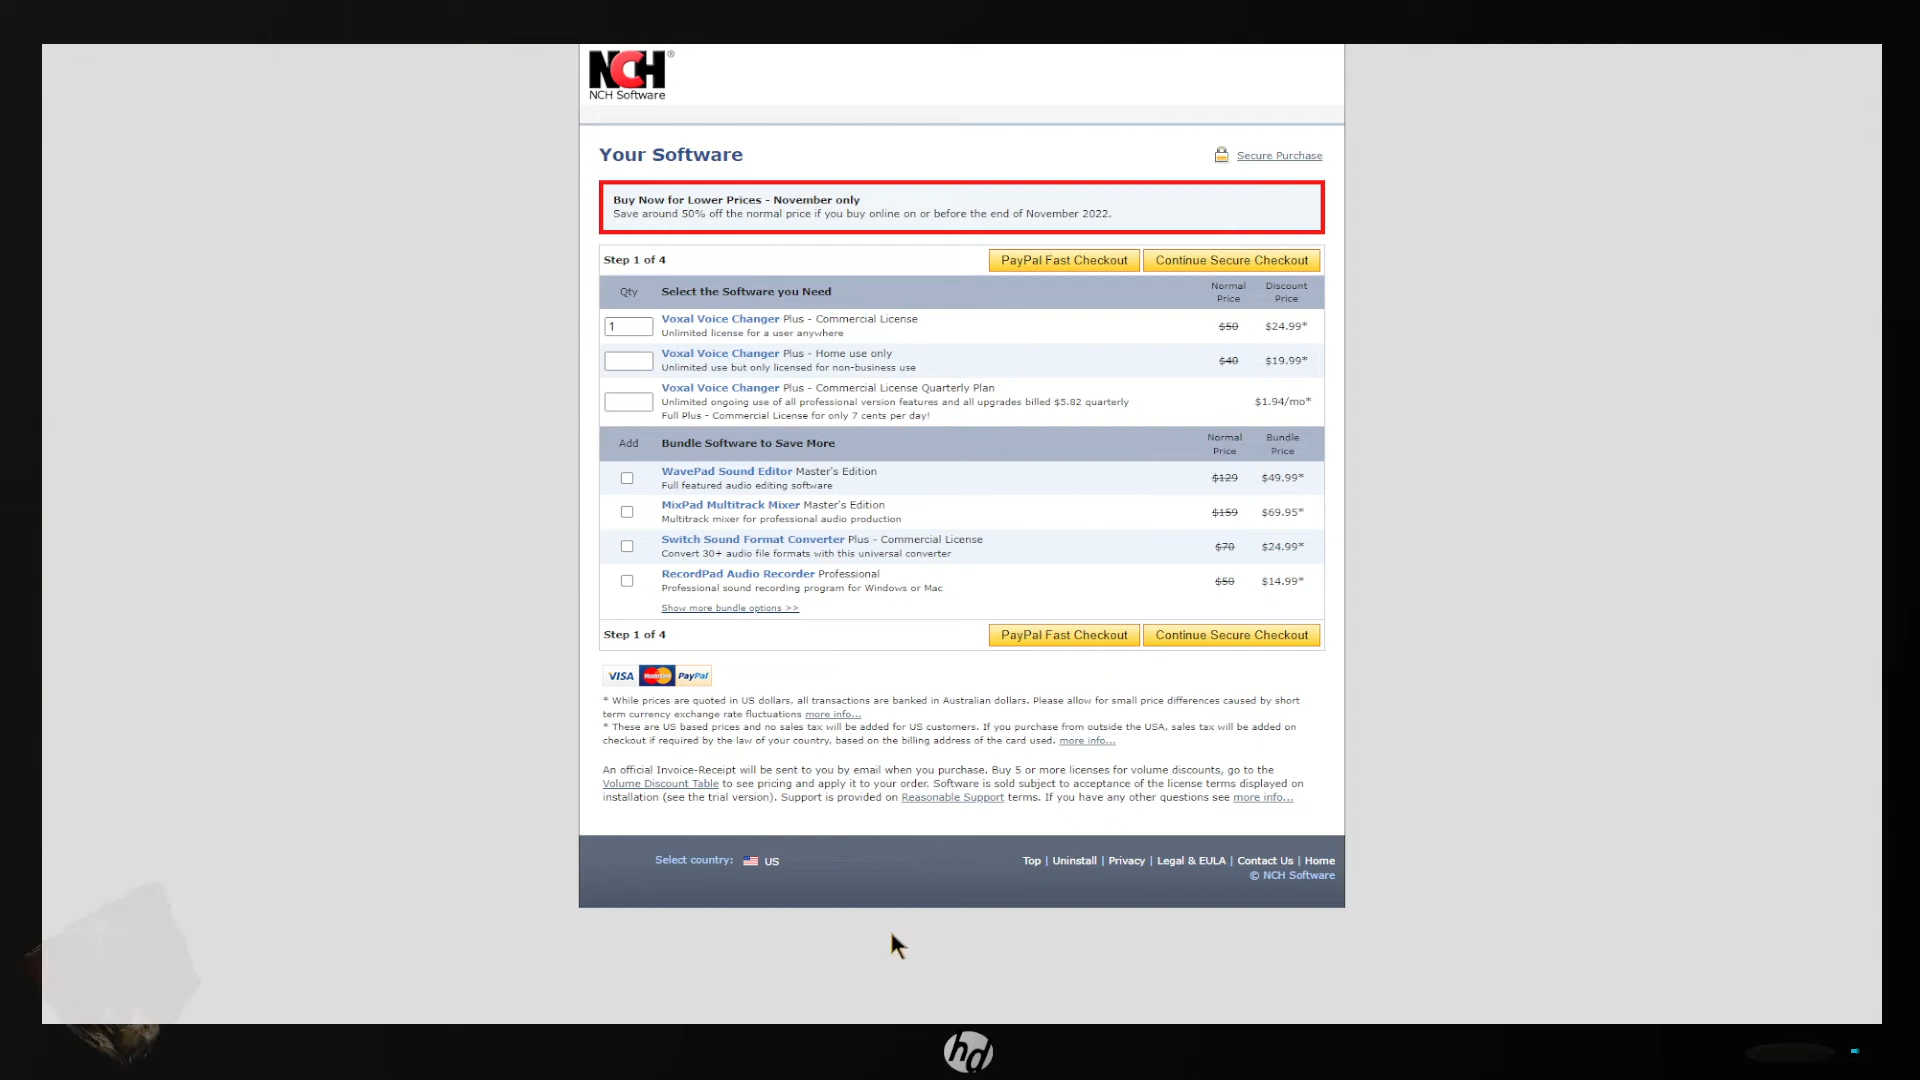 NCH®
NCH Software
Your Software
Secure Purchase
Buy Now for Lower Prices - November only
Save around 50% off the normal price if you buy online on or before the end of November 2022.
Step 1 of 4
PayPal Fast Checkout
Continue Secure Checkout
Qty Select the Software you Need Normal Price Discount Price
1 Voxal Voice Changer Plus - Commercial License $50 $24.99*
Unlimited license for a user anywhere
Voxal Voice Changer Plus - Home use only $40 $19.99*
Unlimited use but only licensed for non-business use
Voxal Voice Changer Plus - Commercial License Quarterly Plan
Unlimited ongoing use of all professional version features and all upgrades billed $5.82 quarterly $1.94/mo*
Full Plus - Commercial License for only 7 cents per day!
Add Bundle Software to Save More Normal Price Bundle Price
WavePad Sound Editor Master's Edition $129 $49.99*
Full featured audio editing software
MixPad Multitrack Mixer Master's Edition $159 $69.95*
Multitrack mixer for professional audio production
Switch Sound Format Converter Plus - Commercial License $70 $24.99*
Convert 30+ audio file formats with this universal converter
RecordPad Audio Recorder Professional $50 $14.99*
Professional sound recording program for Windows or Mac
Show more bundle options >>
Step 1 of 4
PayPal Fast Checkout
Continue Secure Checkout
VISA MasterCard PayPal
* While prices are quoted in US dollars, all transactions are banked in Australian dollars. Please allow for small price differences caused by short
term currency exchange rate fluctuations more info...
* These are US based prices and no sales tax will be added for US customers. If you purchase from outside the USA, sales tax will be added on
checkout if required by the law of your country, based on the billing address of the card used. more info...
An official Invoice-Receipt will be sent to you by email when you purchase. Buy 5 or more licenses for volume discounts, go to the
Volume Discount Table to see pricing and apply it to your order. Software is sold subject to acceptance of the license terms displayed on
installation (see the trial version). Support is provided on Reasonable Support terms. If you have any other questions see more info...
Select country: US
Top | Uninstall | Privacy | Legal & EULA | Contact Us | Home
© NCH Software
hd